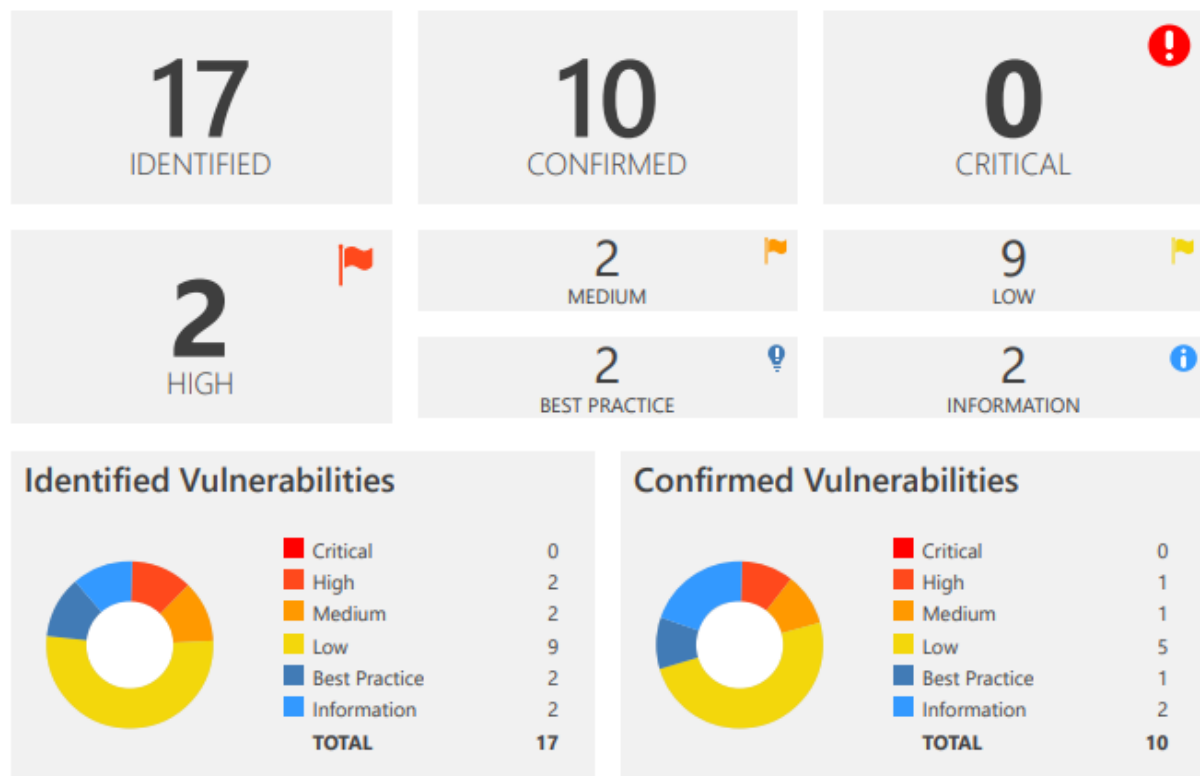 17
IDENTIFIED
10
CONFIRMED
0
CRITICAL
2
HIGH
2
MEDIUM
9
LOW
2
BEST PRACTICE
2
INFORMATION
Identified Vulnerabilities
Critical 0
High 2
Medium 2
Low 9
Best Practice 2
Information 2
TOTAL 17
Confirmed Vulnerabilities
Critical 0
High 1
Medium 1
Low 5
Best Practice 1
Information 2
TOTAL 10